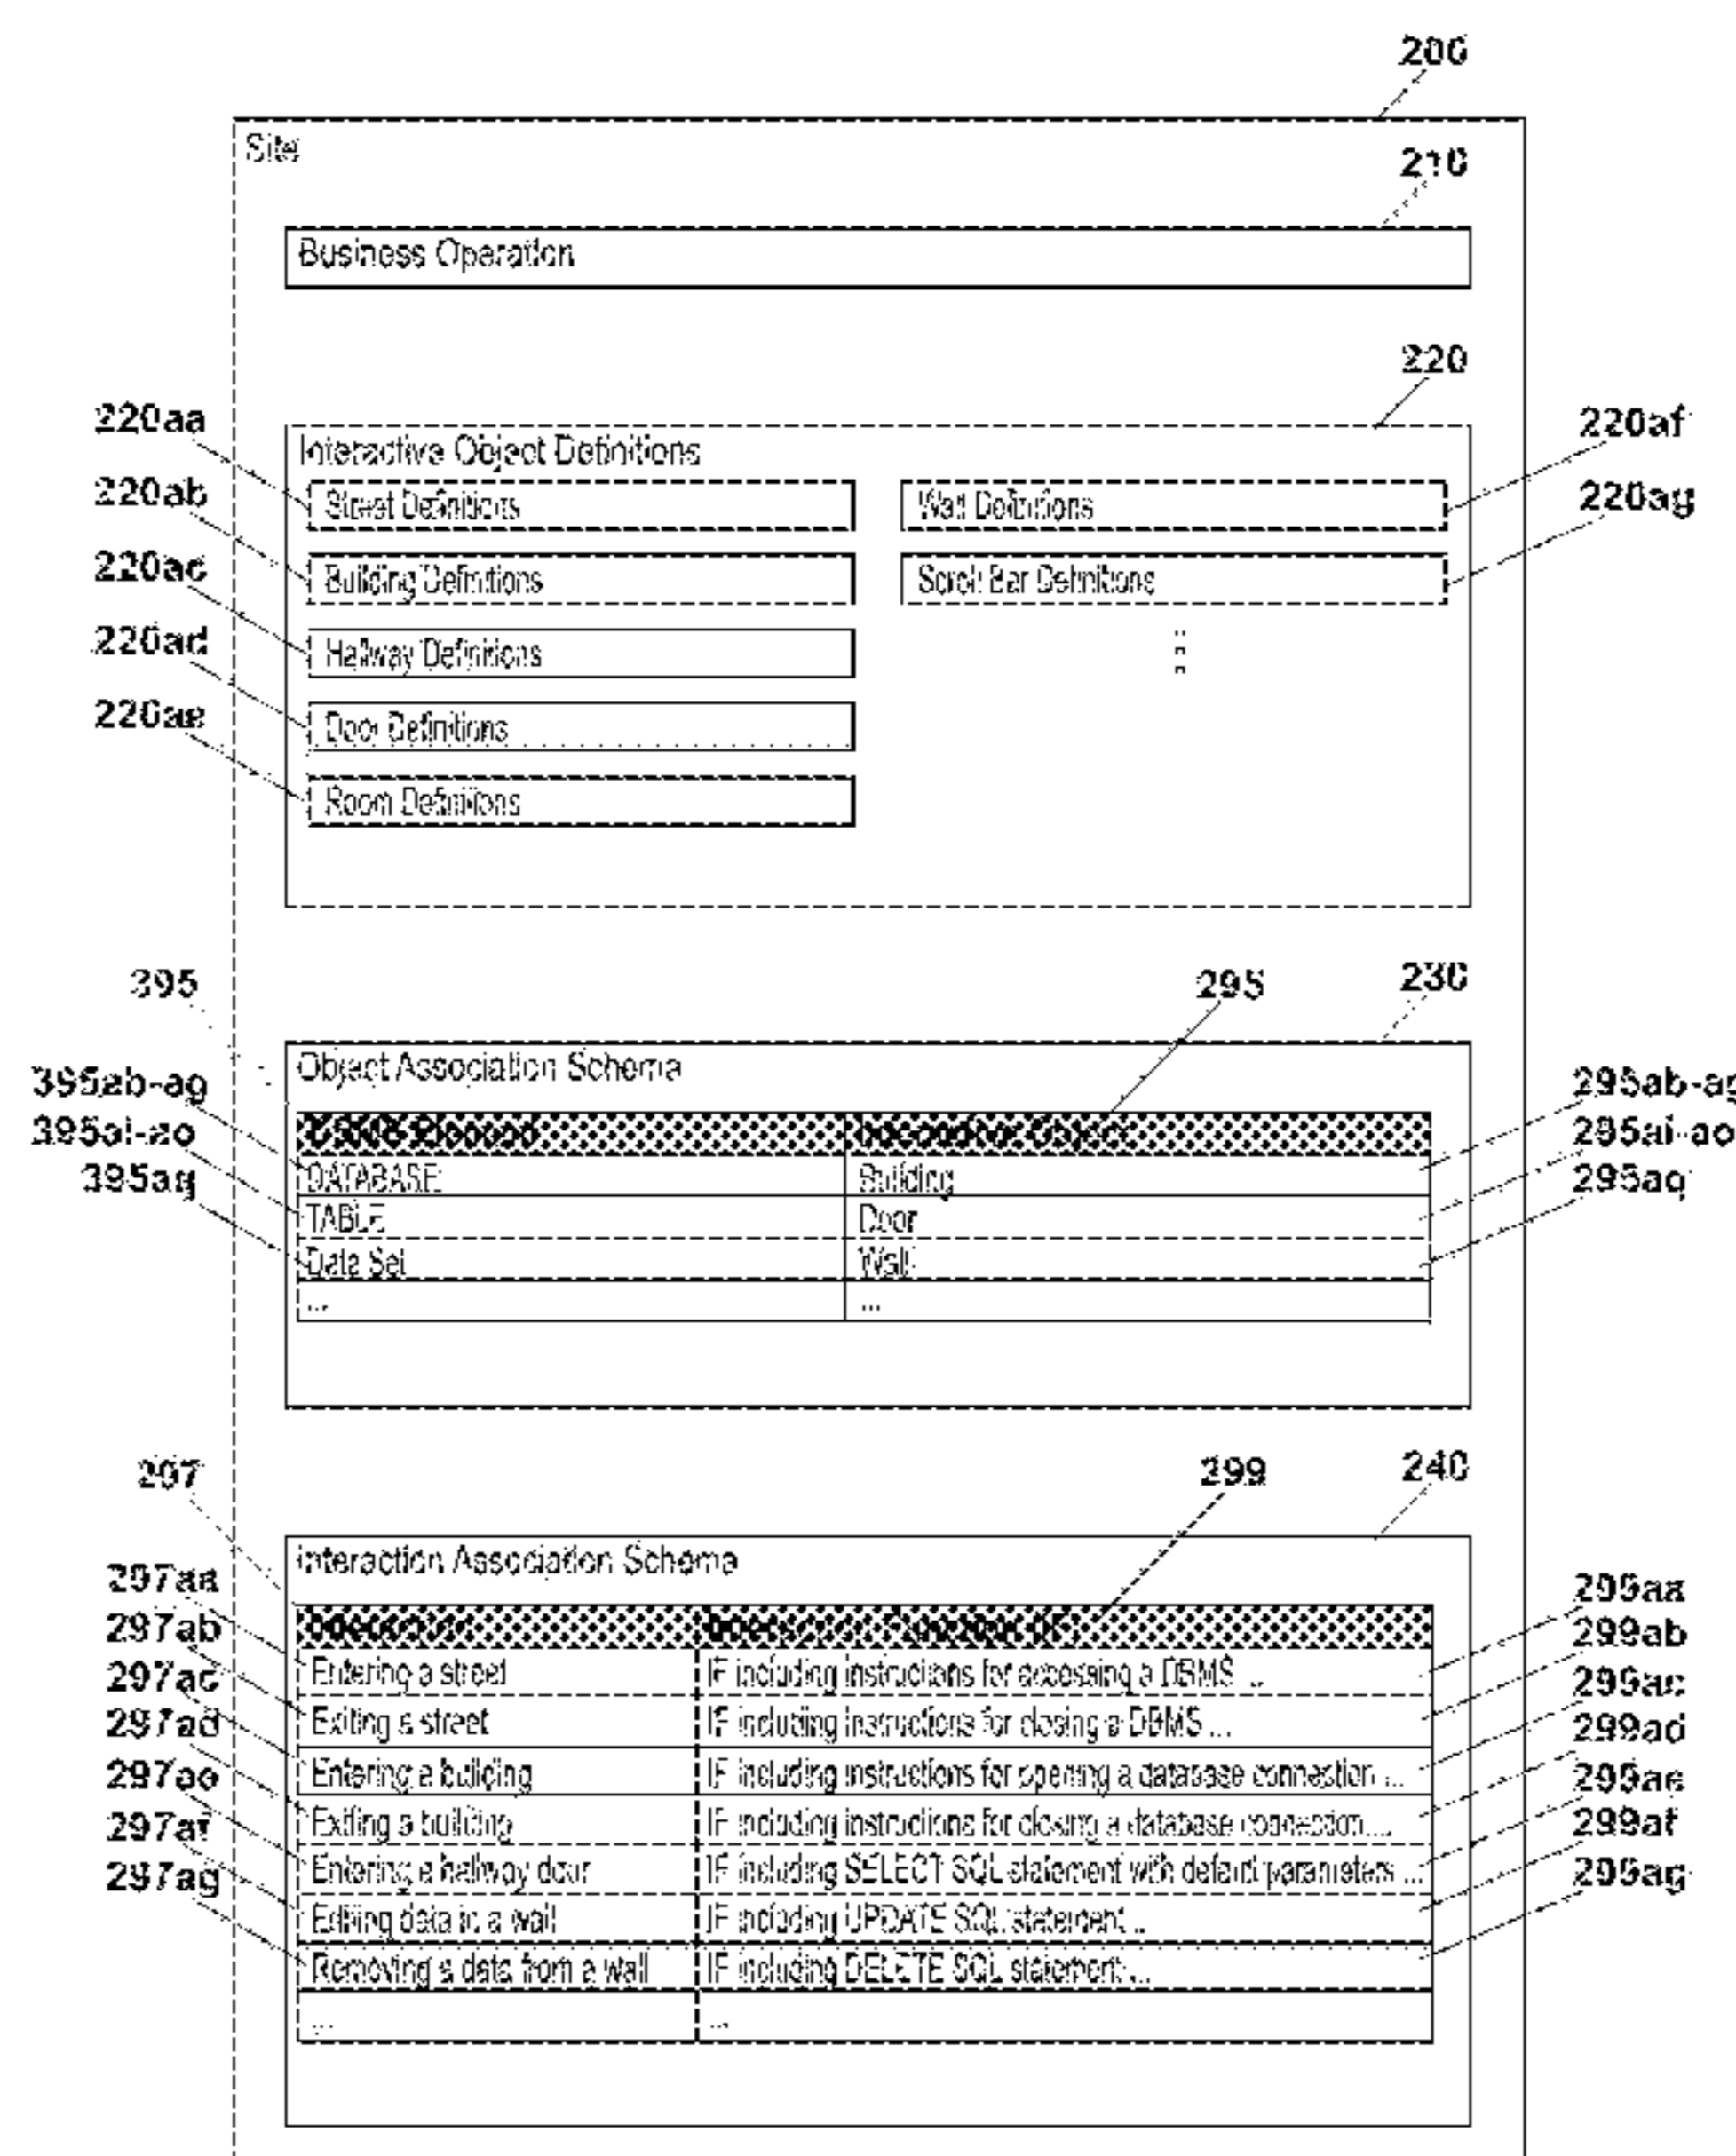 200
Site
210
Business Operation
220
220aa
220af
Interactive Object Definitions
220ab
Street Definitions
Wall Definitions
220ag
220ac
Building Definitions
Scroll Bar Definitions
220ad
Hallway Definitions
220ae
Door Definitions
Room Definitions
395
295
230
Object Association Schema
395ab-ag
295ab-ag
395ai-ao
DBMS Element
Interactive Object
295ai-ao
395aq
DATABASE
Building
295aq
TABLE
Door
Data Set
Wall
...
...
297
299
240
Interaction Association Schema
297aa
299aa
297ab
Interaction
299ab
297ac
Entering a street
IF including instructions for accessing a DBMS ...
299ac
297ad
Exiting a street
IF including instructions for closing a DBMS ...
299ad
297ae
Entering a building
IF including instructions for opening a database connection ...
299ae
297af
Exiting a building
IF including instructions for closing a database connection ...
299af
297ag
Entering a hallway door
IF including SELECT SQL statement with default parameters ...
299ag
Editing data in a wall
IF including UPDATE SQL statement ...
Removing a data from a wall
IF including DELETE SQL statement ...
...
...